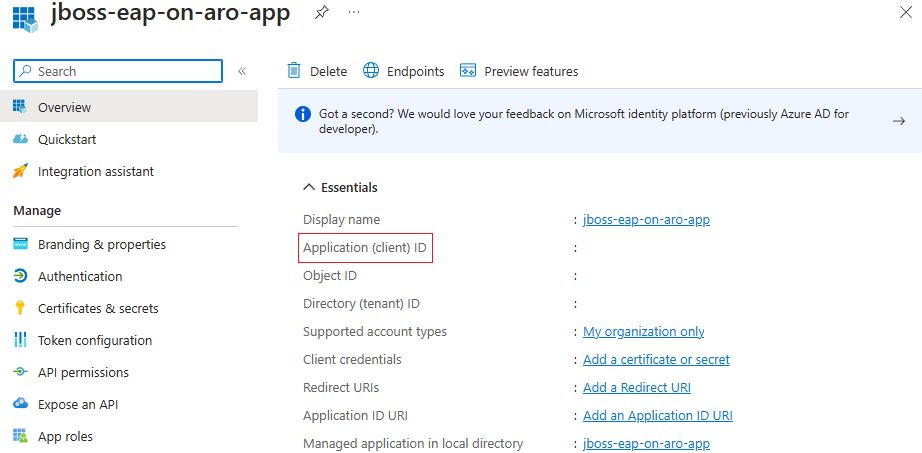 jboss-eap-on-aro-app
Search
Overview
Quickstart
Integration assistant
Manage
Branding & properties
Authentication
Certificates & secrets
Token configuration
API permissions
Expose an API
App roles
Delete Endpoints Preview features
Got a second? We would love your feedback on Microsoft identity platform (previously Azure AD for
developer).
Essentials
Display name : jboss-eap-on-aro-app
Application (client) ID :
Object ID :
Directory (tenant) ID :
Supported account types : My organization only
Client credentials : Add a certificate or secret
Redirect URIs : Add a Redirect URI
Application ID URI : Add an Application ID URI
Managed application in local directory : jboss-eap-on-aro-app